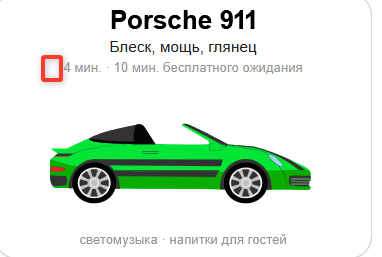 Porsche 911
Блеск, мощь, глянец
4 мин. · 10 мин. бесплатного ожидания
светомузыка · напитки для гостей